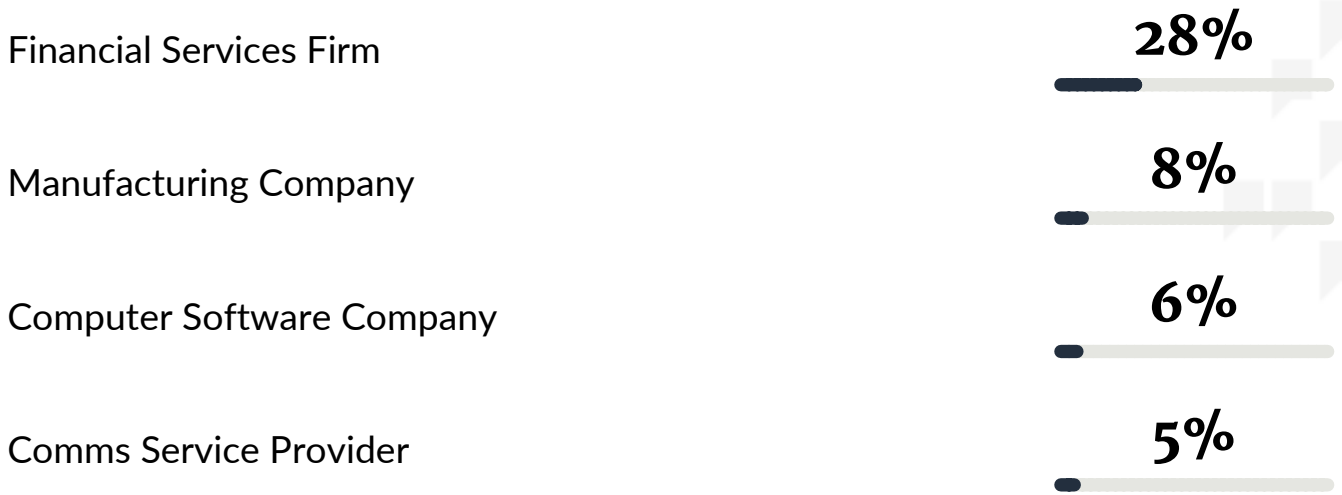 Financial Services Firm 28%
Manufacturing Company 8%
Computer Software Company 6%
Comms Service Provider 5%